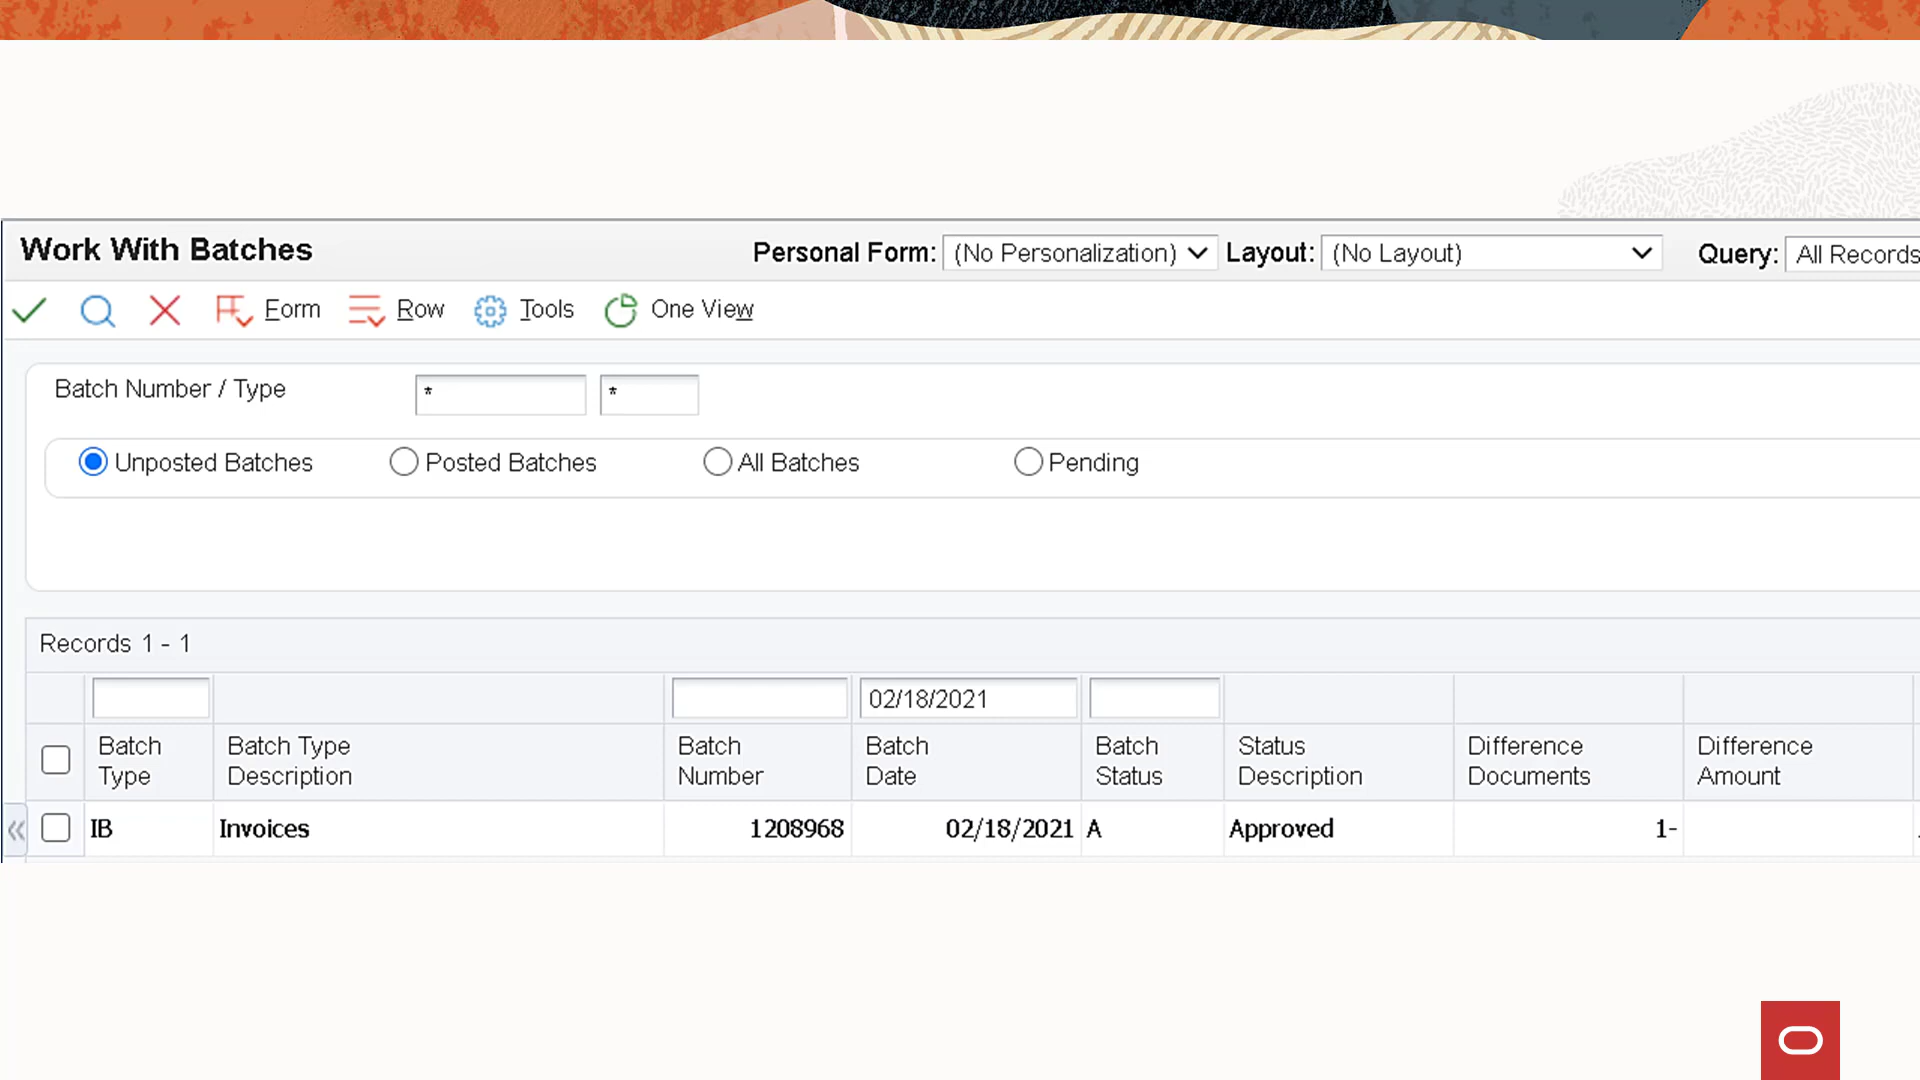 Work With Batches
Personal Form: (No Personalization) Layout: (No Layout) Query: All Records
Form Row Tools One View
Batch Number / Type * *
Unposted Batches Posted Batches All Batches Pending
Records 1 - 1
02/18/2021
Batch Type Batch Type Description Batch Number Batch Date Batch Status Status Description Difference Documents Difference Amount
IB Invoices 1208968 02/18/2021 A Approved 1-